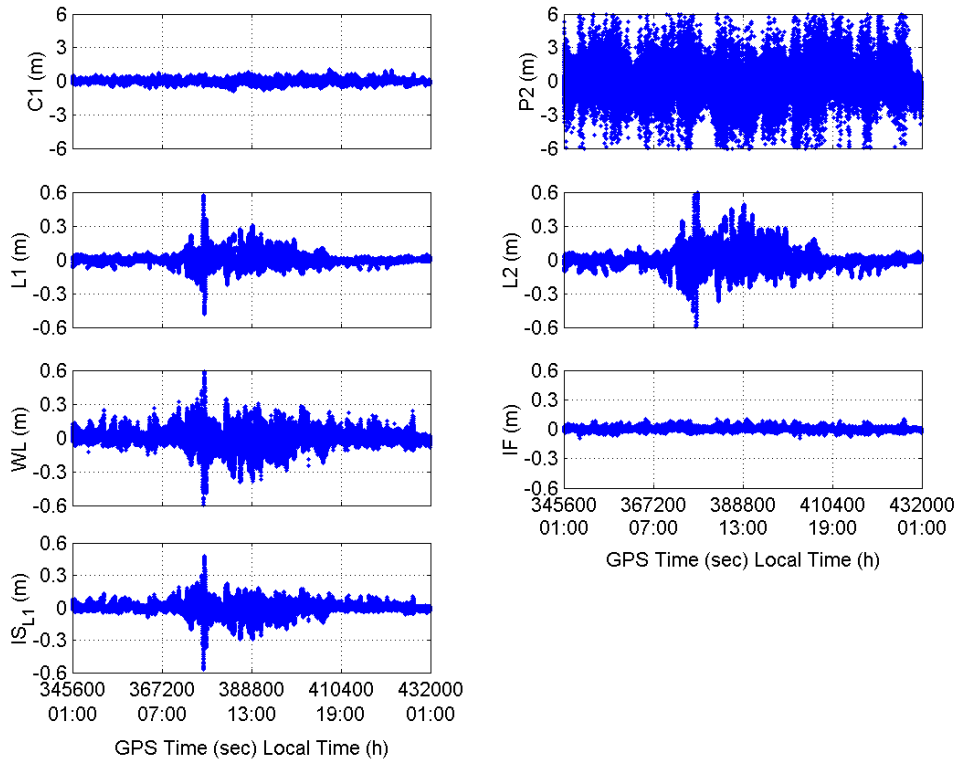 6
3
0
-3
-6
C1 (m)
6
3
0
-3
-6
P2 (m)
0.6
0.3
0
-0.3
-0.6
L1 (m)
0.6
0.3
0
-0.3
-0.6
L2 (m)
0.6
0.3
0
-0.3
-0.6
WL (m)
0.6
0.3
0
-0.3
-0.6
IF (m)
345600 367200 388800 410400 432000
01:00 07:00 13:00 19:00 01:00
GPS Time (sec) Local Time (h)
0.6
0.3
0
-0.3
-0.6
IS_L1 (m)
345600 367200 388800 410400 432000
01:00 07:00 13:00 19:00 01:00
GPS Time (sec) Local Time (h)